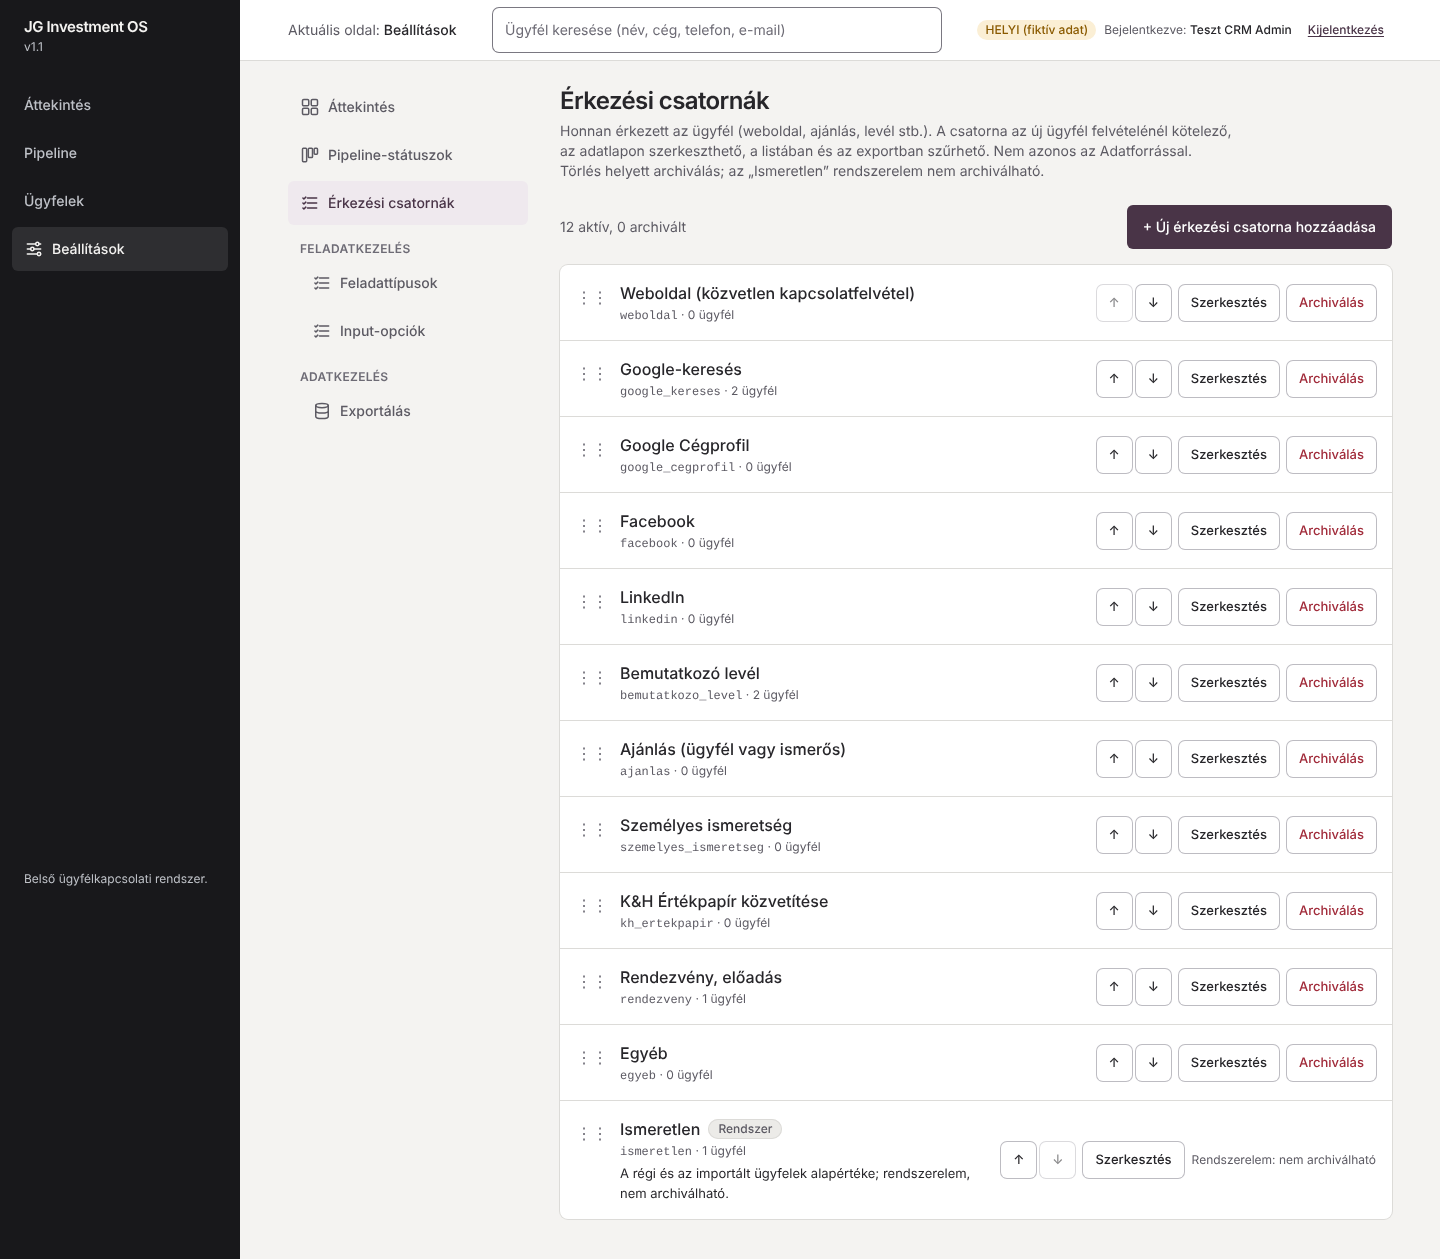 JG Investment OS
v1.1
Áttekintés
Pipeline
Ügyfelek
Beállítások
Belső ügyfélkapcsolati rendszer.
Aktuális oldal: Beállítások
Ügyfél keresése (név, cég, telefon, e-mail)
HELYI (fiktív adat)
Bejelentkezve: Teszt CRM Admin
Kijelentkezés
Áttekintés
Pipeline-státuszok
Érkezési csatornák
FELADATKEZELÉS
Feladattípusok
Input-opciók
ADATKEZELÉS
Exportálás
Érkezési csatornák
Honnan érkezett az ügyfél (weboldal, ajánlás, levél stb.). A csatorna az új ügyfél felvételénél kötelező,
az adatlapon szerkeszthető, a listában és az exportban szűrhető. Nem azonos az Adatforrással.
Törlés helyett archiválás; az „Ismeretlen” rendszerelem nem archiválható.
12 aktív, 0 archivált
+ Új érkezési csatorna hozzáadása
Weboldal (közvetlen kapcsolatfelvétel)
weboldal · 0 ügyfél
↑ ↓ Szerkesztés Archiválás
Google-keresés
google_kereses · 2 ügyfél
↑ ↓ Szerkesztés Archiválás
Google Cégprofil
google_cegprofil · 0 ügyfél
↑ ↓ Szerkesztés Archiválás
Facebook
facebook · 0 ügyfél
↑ ↓ Szerkesztés Archiválás
LinkedIn
linkedin · 0 ügyfél
↑ ↓ Szerkesztés Archiválás
Bemutatkozó levél
bemutatkozo_level · 2 ügyfél
↑ ↓ Szerkesztés Archiválás
Ajánlás (ügyfél vagy ismerős)
ajanlas · 0 ügyfél
↑ ↓ Szerkesztés Archiválás
Személyes ismeretség
szemelyes_ismeretseg · 0 ügyfél
↑ ↓ Szerkesztés Archiválás
K&H Értékpapír közvetítése
kh_ertekpapir · 0 ügyfél
↑ ↓ Szerkesztés Archiválás
Rendezvény, előadás
rendezveny · 1 ügyfél
↑ ↓ Szerkesztés Archiválás
Egyéb
egyeb · 0 ügyfél
↑ ↓ Szerkesztés Archiválás
Ismeretlen Rendszer
ismeretlen · 1 ügyfél
A régi és az importált ügyfelek alapértéke; rendszerelem,
nem archiválható.
↑ ↓ Szerkesztés Rendszerelem: nem archiválható